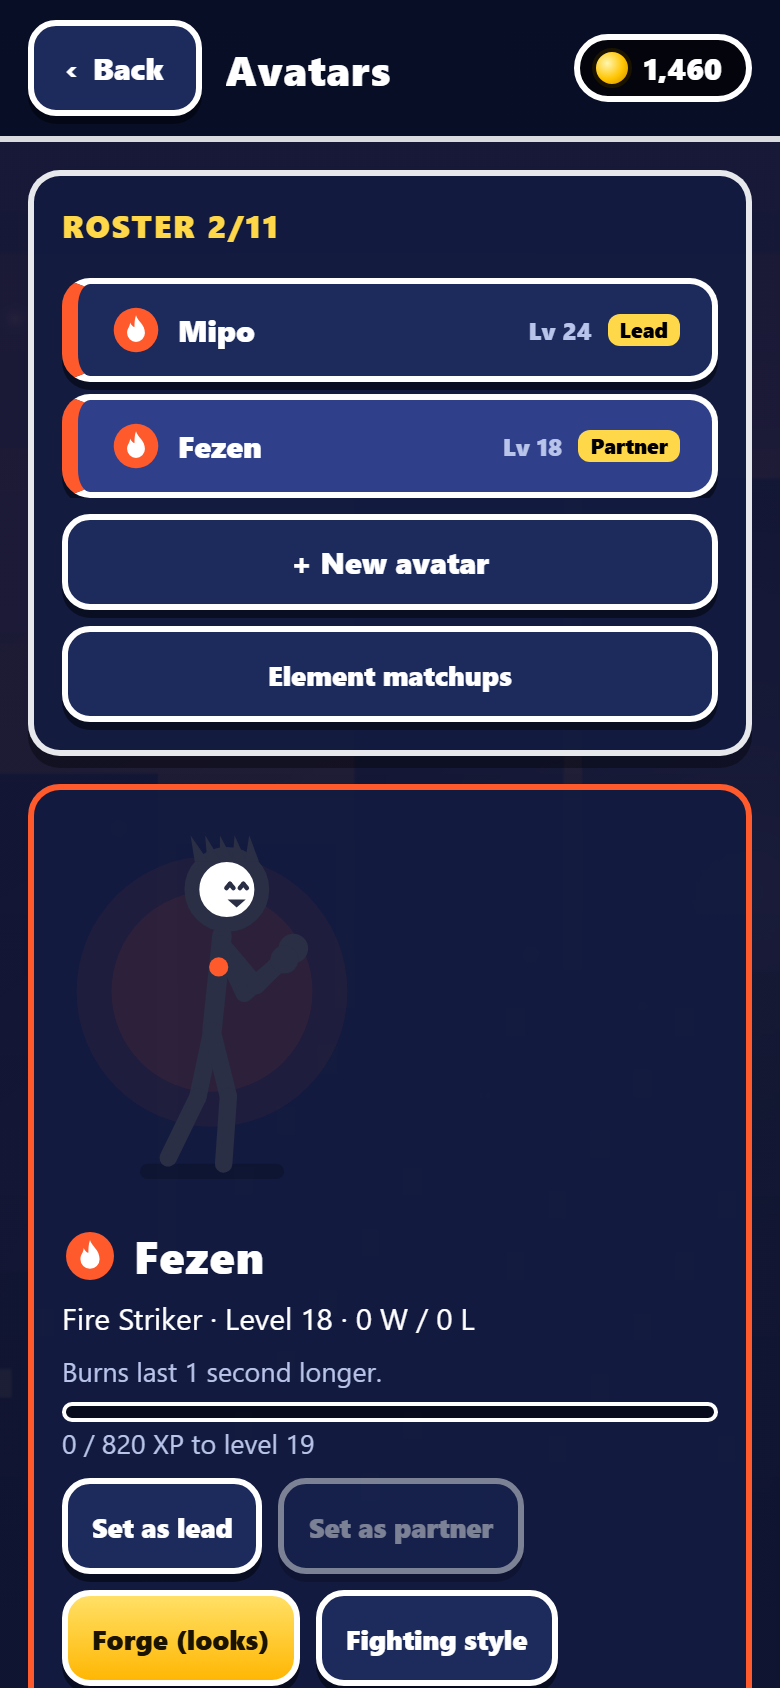 ‹ Back
Avatars
1,460
ROSTER 2/11
Mipo
Lv 24
Lead
Fezen
Lv 18
Partner
+ New avatar
Element matchups
Fezen
Fire Striker · Level 18 · 0 W / 0 L
Burns last 1 second longer.
0 / 820 XP to level 19
Set as lead
Set as partner
Forge (looks)
Fighting style